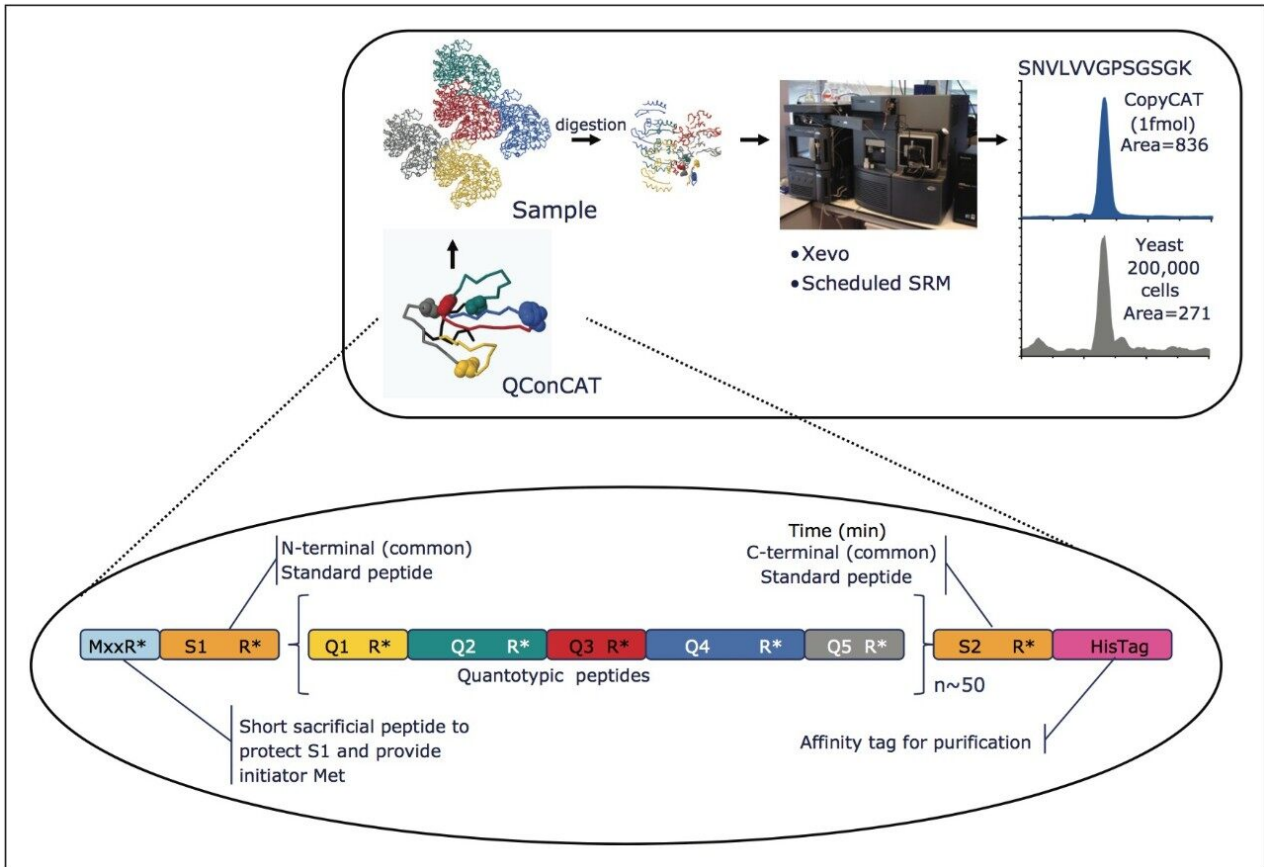 SNVLVVGPSGSGK
CopyCAT
(1fmol)
Area=836
digestion
Sample
• Xevo
• Scheduled SRM
Yeast
200,000
cells
Area=271
QConCAT
Time (min)
N-terminal (common)
Standard peptide
C-terminal (common)
Standard peptide
MxxR* S1 R* Q1 R* Q2 R* Q3 R* Q4 R* Q5 R* S2 R* HisTag
Quantotypic peptides
n~50
Short sacrificial peptide to
protect S1 and provide
initiator Met
Affinity tag for purification